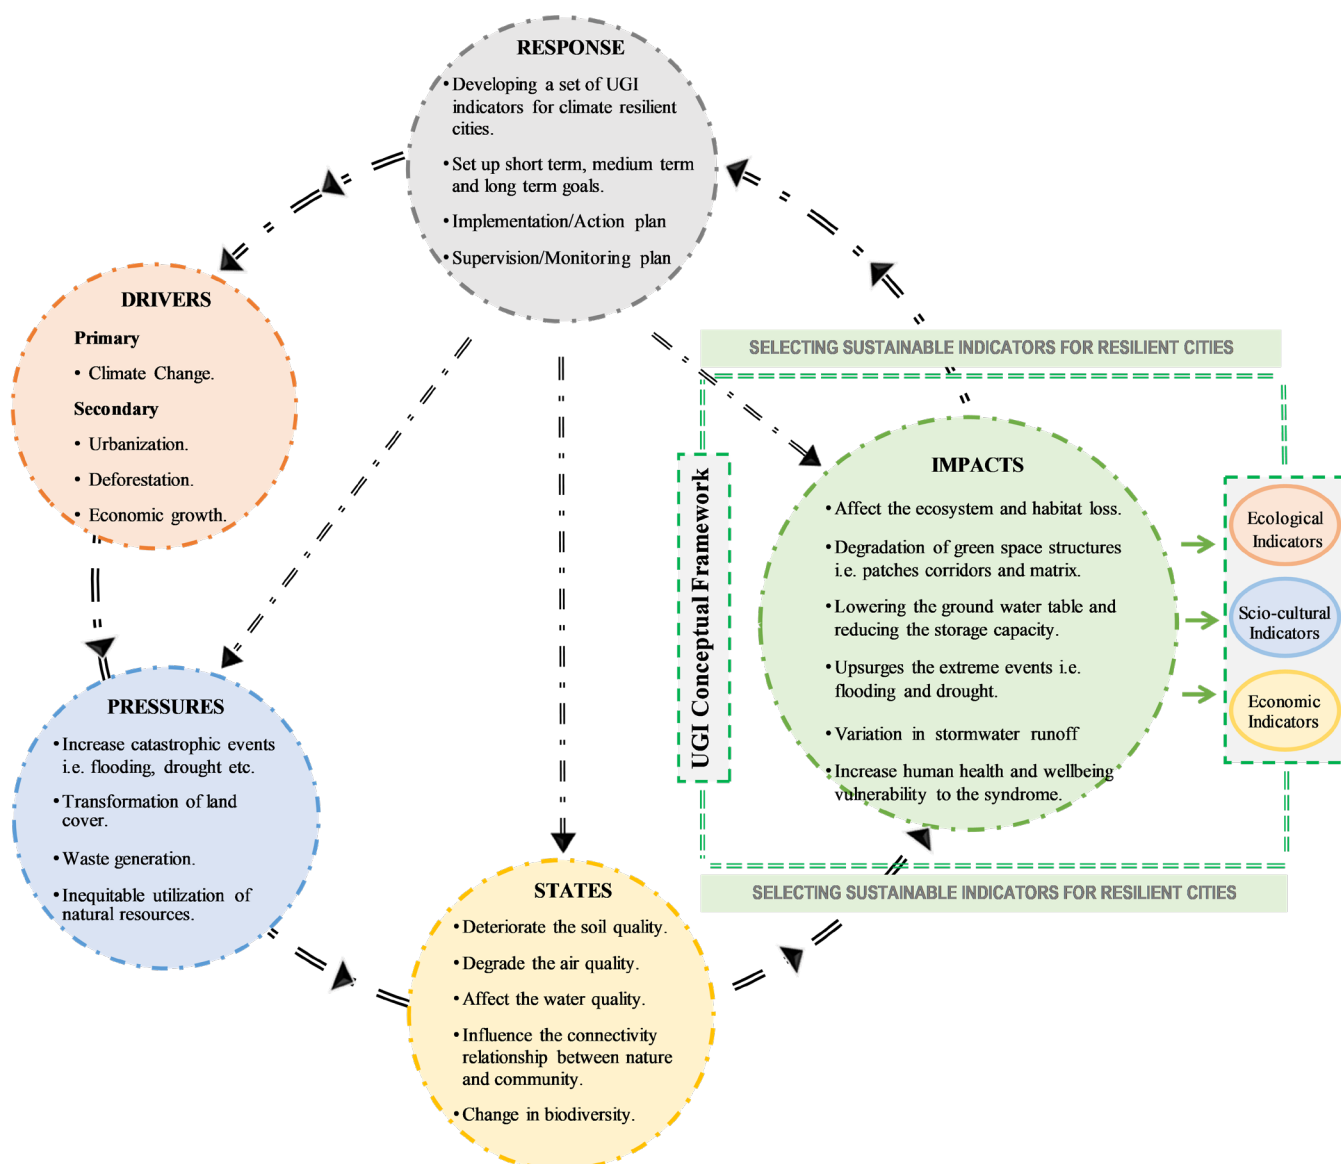 RESPONSE
• Developing a set of UGI
indicators for climate resilient
cities.
• Set up short term, medium term
and long term goals.
• Implementation/Action plan
• Supervision/Monitoring plan
DRIVERS
Primary
• Climate Change.
Secondary
• Urbanization.
• Deforestation.
• Economic growth.
PRESSURES
• Increase catastrophic events
i.e. flooding, drought etc.
• Transformation of land
cover.
• Waste generation.
• Inequitable utilization of
natural resources.
STATES
• Deteriorate the soil quality.
• Degrade the air quality.
• Affect the water quality.
• Influence the connectivity
relationship between nature
and community.
• Change in biodiversity.
SELECTING SUSTAINABLE INDICATORS FOR RESILIENT CITIES
UGI Conceptual Framework
IMPACTS
• Affect the ecosystem and habitat loss.
• Degradation of green space structures
i.e. patches corridors and matrix.
• Lowering the ground water table and
reducing the storage capacity.
• Upsurges the extreme events i.e.
flooding and drought.
• Variation in stormwater runoff
• Increase human health and wellbeing
vulnerability to the syndrome.
Ecological
Indicators
Scio-cultural
Indicators
Economic
Indicators
SELECTING SUSTAINABLE INDICATORS FOR RESILIENT CITIES